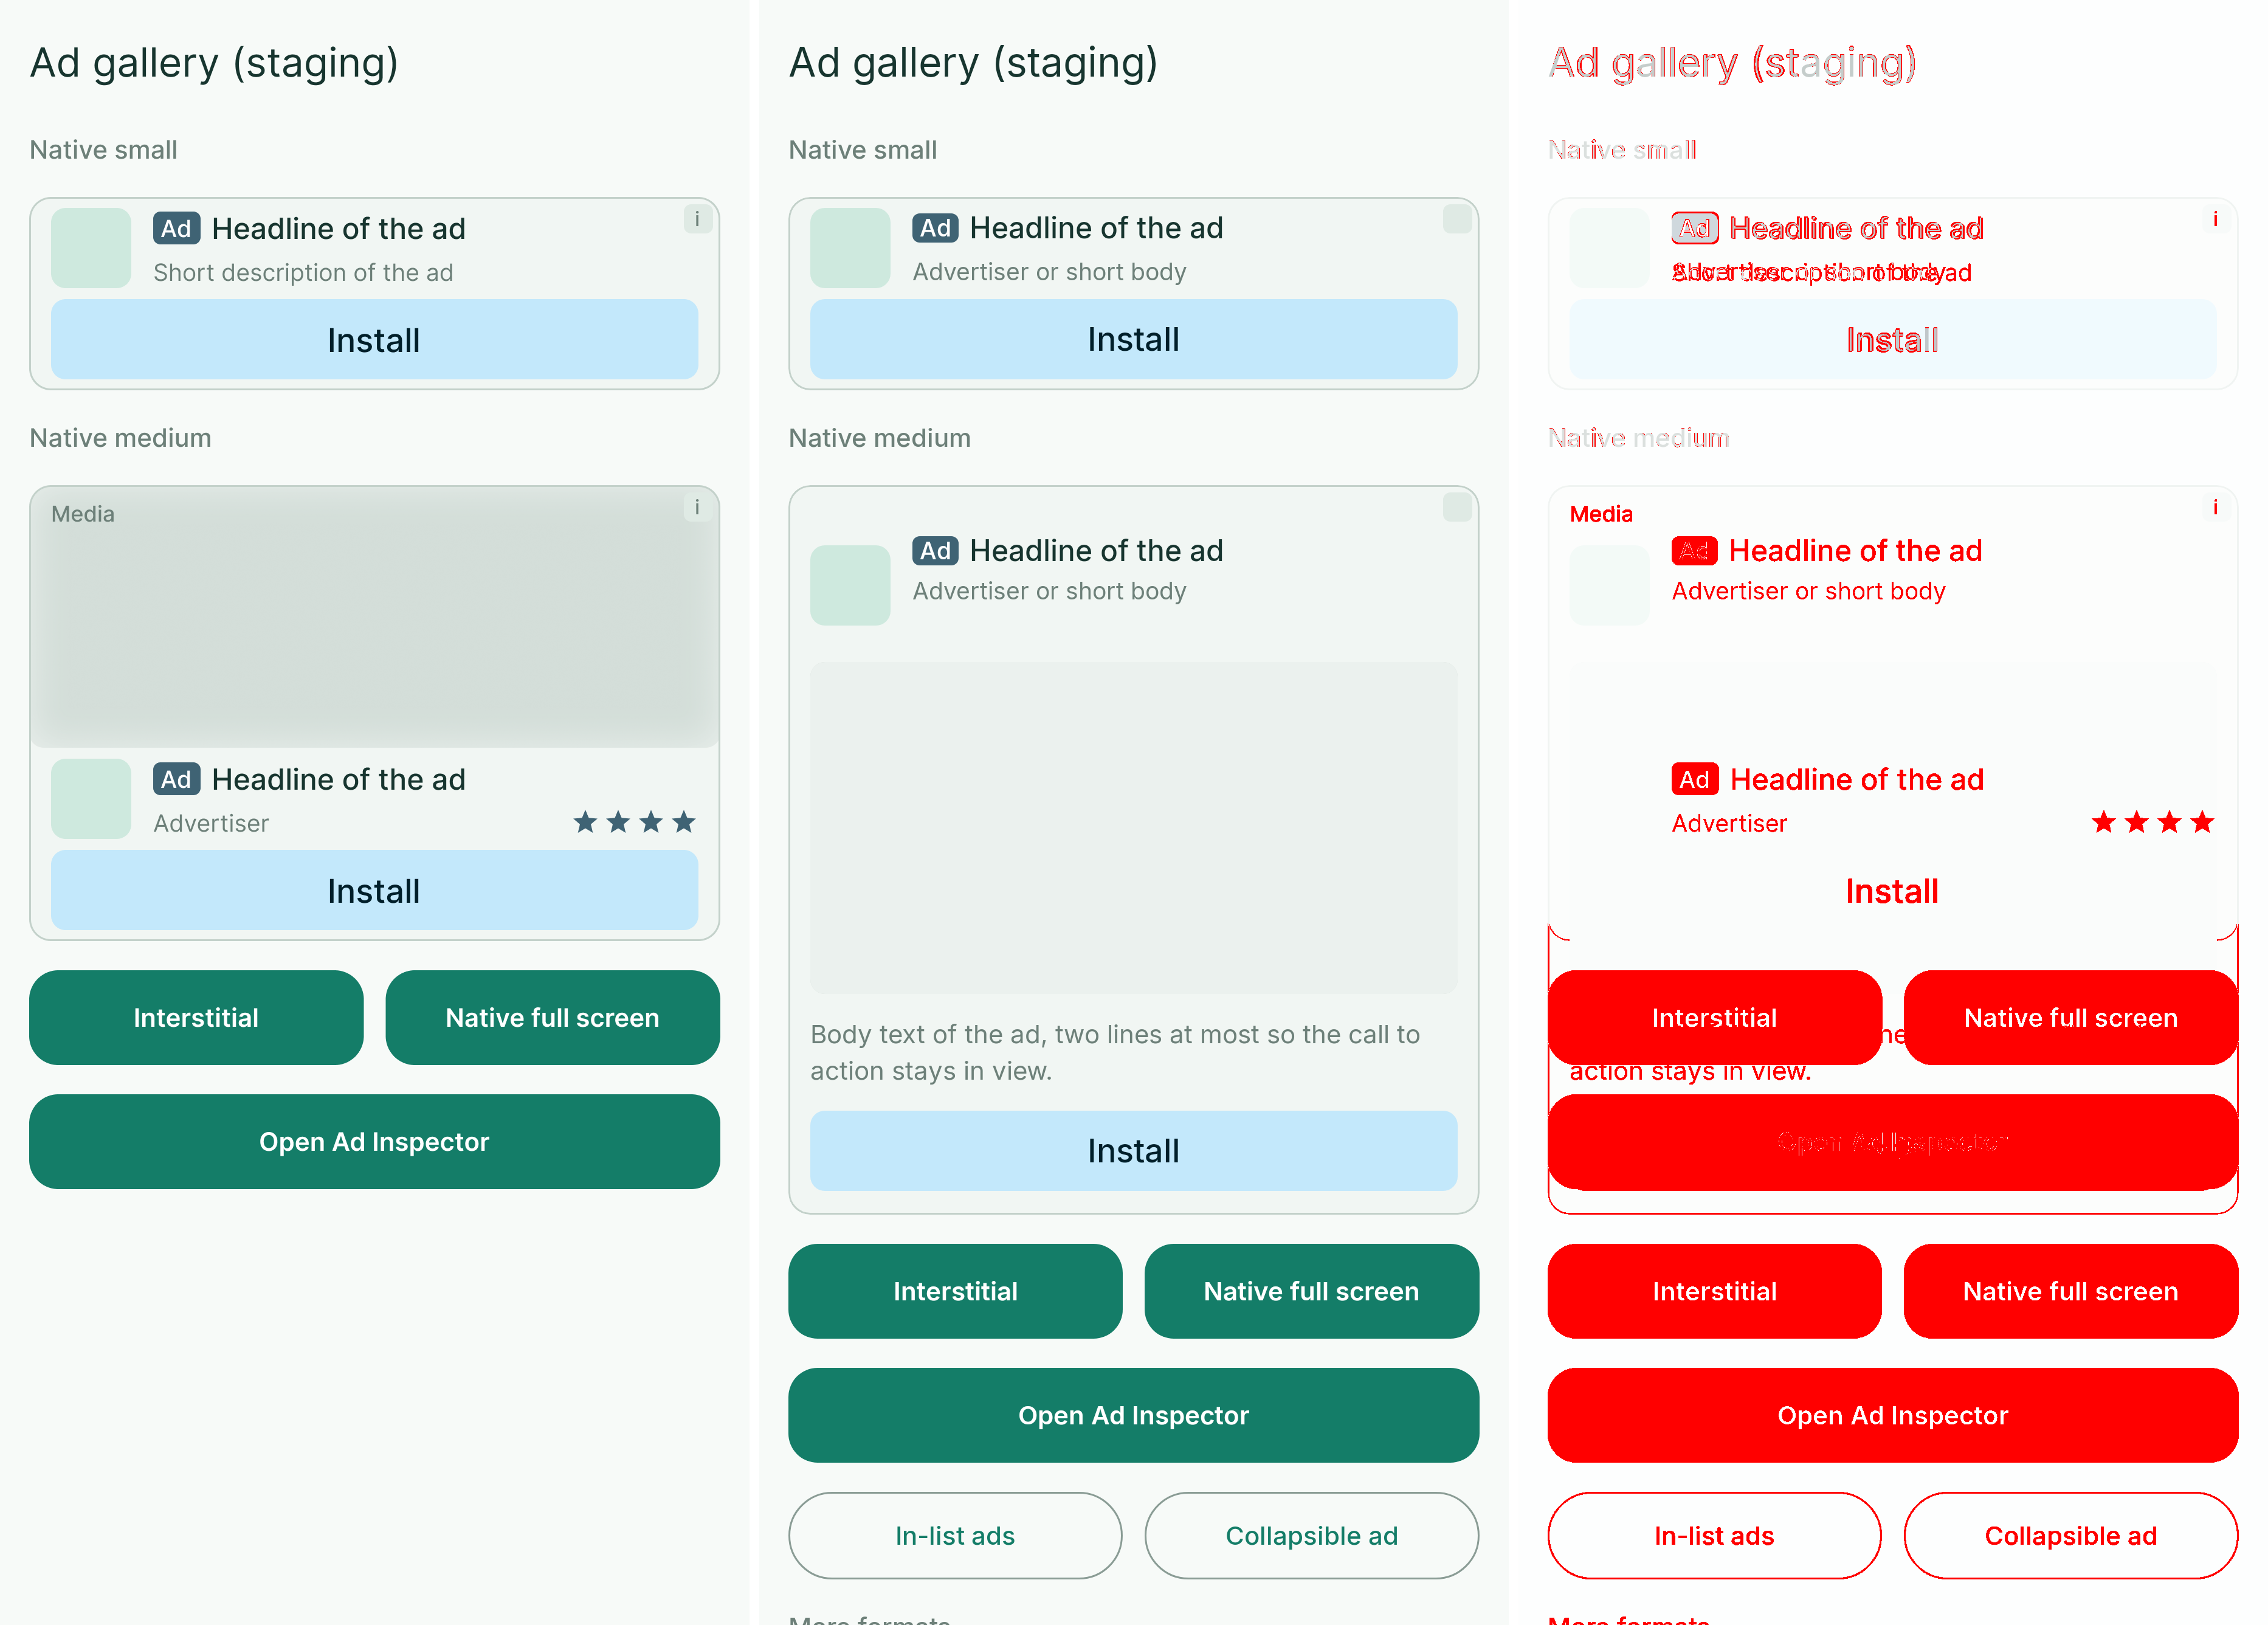 Ad gallery (staging)
Native small
Ad Headline of the ad
i
Short description of the ad
Install
Native medium
Media
i
Ad Headline of the ad
Advertiser
Install
Interstitial
Native full screen
Open Ad Inspector
Ad gallery (staging)
Native small
Ad Headline of the ad
Advertiser or short body
Install
Native medium
Ad Headline of the ad
Advertiser or short body
Body text of the ad, two lines at most so the call to
action stays in view.
Install
Interstitial
Native full screen
Open Ad Inspector
In-list ads
Collapsible ad
More formats
Ad gallery (staging)
Native small
Ad Headline of the ad
i
Install
Native medium
Media
i
Ad Headline of the ad
Advertiser or short body
Ad Headline of the ad
Advertiser
Install
Interstitial
Native full screen
action stays in view.
Open Ad Inspector
Interstitial
Native full screen
Open Ad Inspector
In-list ads
Collapsible ad
More formats